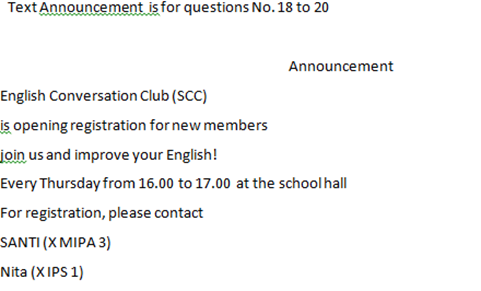 Text Announcement is for questions No. 18 to 20
Announcement
English Conversation Club (SCC)
is opening registration for new members
join us and improve your English!
Every Thursday from 16.00 to 17.00 at the school hall
For registration, please contact
SANTI (X MIPA 3)
Nita (X IPS 1)